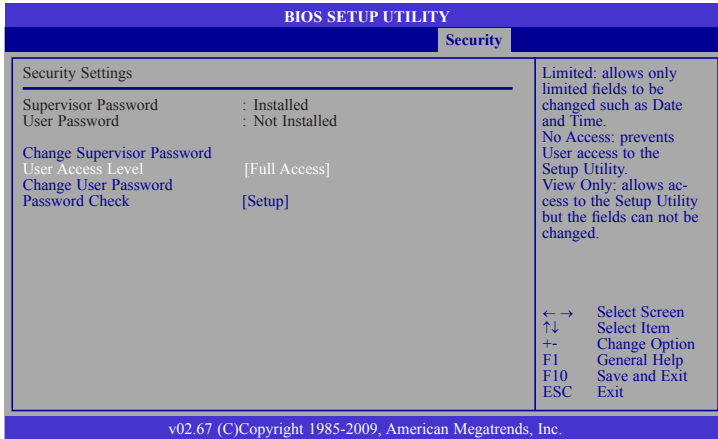 BIOS SETUP UTILITY
Security
Security Settings
Supervisor Password : Installed
User Password : Not Installed
Change Supervisor Password
User Access Level [Full Access]
Change User Password
Password Check [Setup]
Limited: allows only
limited fields to be
changed such as Date
and Time.
No Access: prevents
User access to the
Setup Utility.
View Only: allows ac-
cess to the Setup Utility
but the fields can not be
changed.
←→ Select Screen
↑↓ Select Item
+- Change Option
F1 General Help
F10 Save and Exit
ESC Exit
v02.67 (C)Copyright 1985-2009, American Megatrends, Inc.